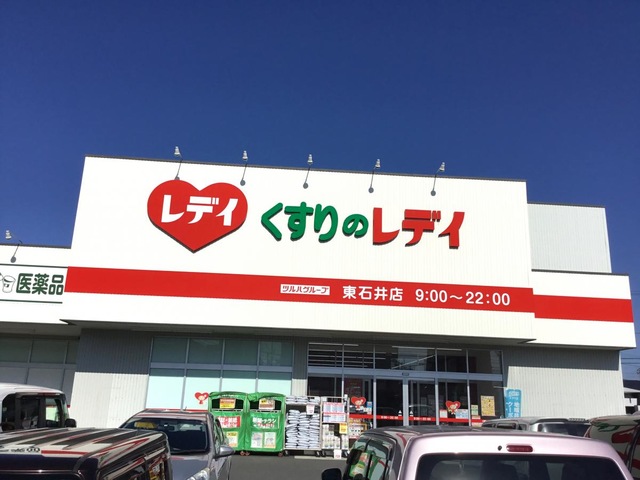 レデイ
くすりのレデイ
医薬品
ツルハグループ 東石井店 9:00～22:00